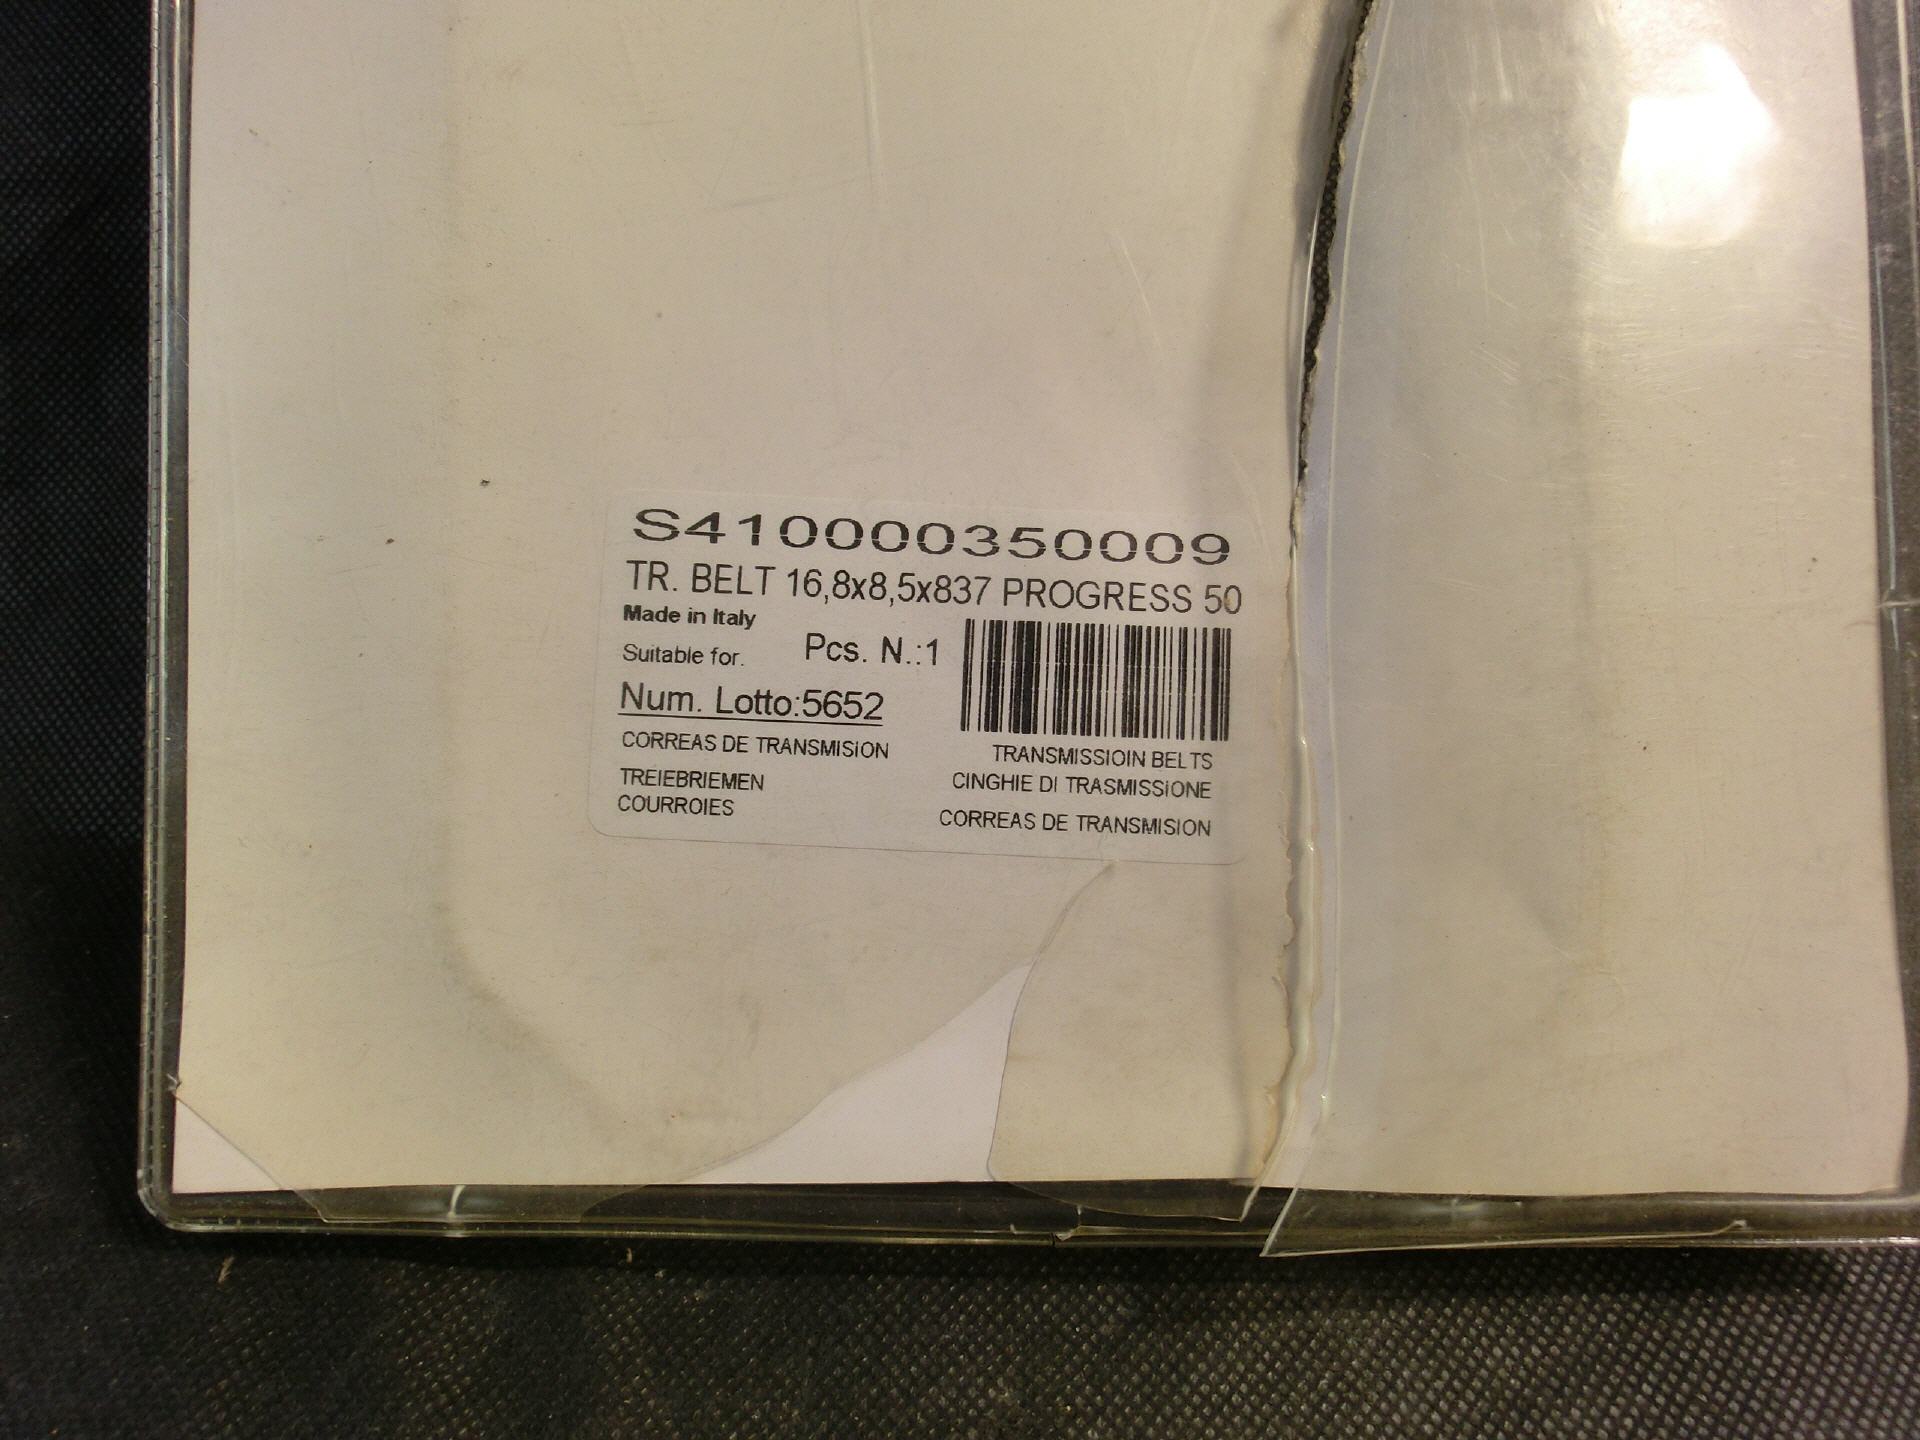 S410000350009
TR. BELT 16,8x8,5x837 PROGRESS 50
Made in Italy
Suitable for.
Pcs. N.:1
Num. Lotto:5652
CORREAS DE TRANSMISION
TREIEBRIEMEN
COURROIES
TRANSMISSIOIN BELTS
CINGHIE DI TRASMISSIONE
CORREAS DE TRANSMISION